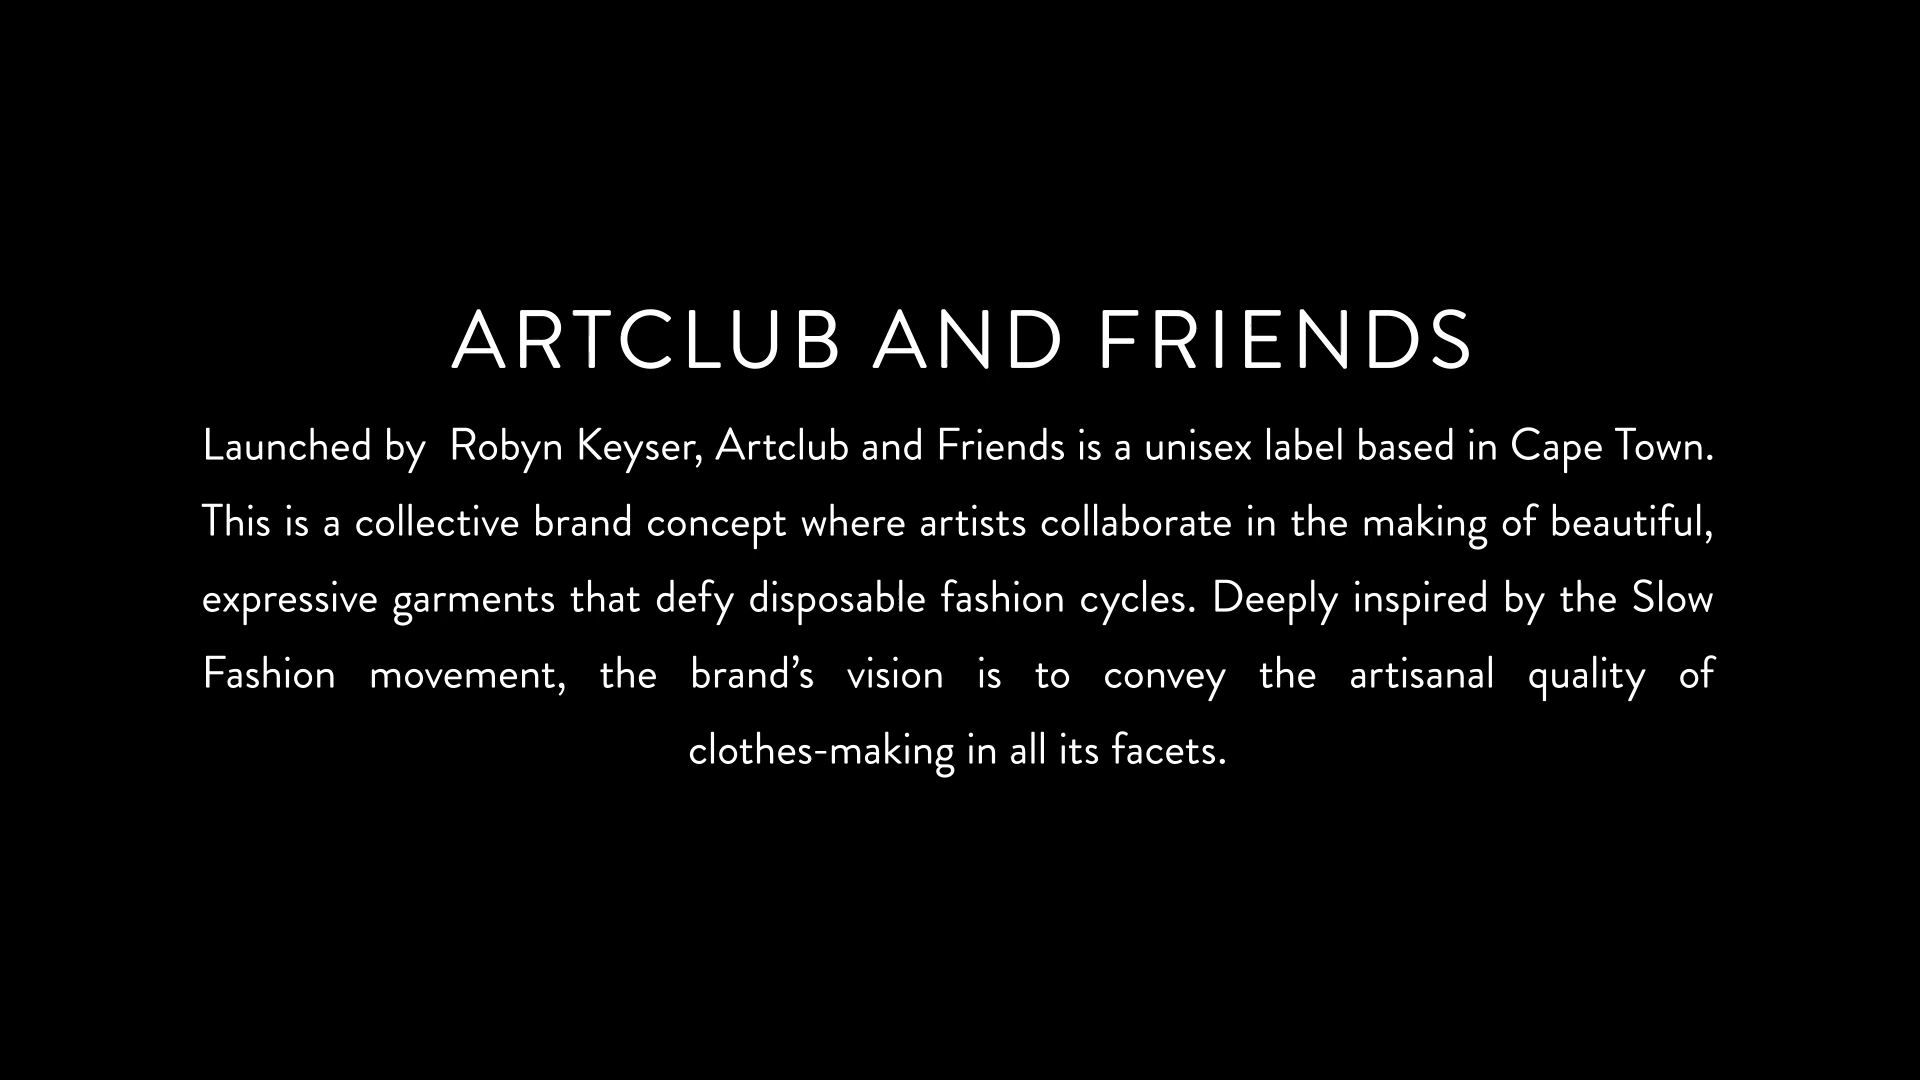 ARTCLUB AND FRIENDS
Launched by  Robyn Keyser, Artclub and Friends is a unisex label based in Cape Town.
This is a collective brand concept where artists collaborate in the making of beautiful,
expressive garments that defy disposable fashion cycles. Deeply inspired by the Slow
Fashion movement, the brand’s vision is to convey the artisanal quality of
clothes-making in all its facets.